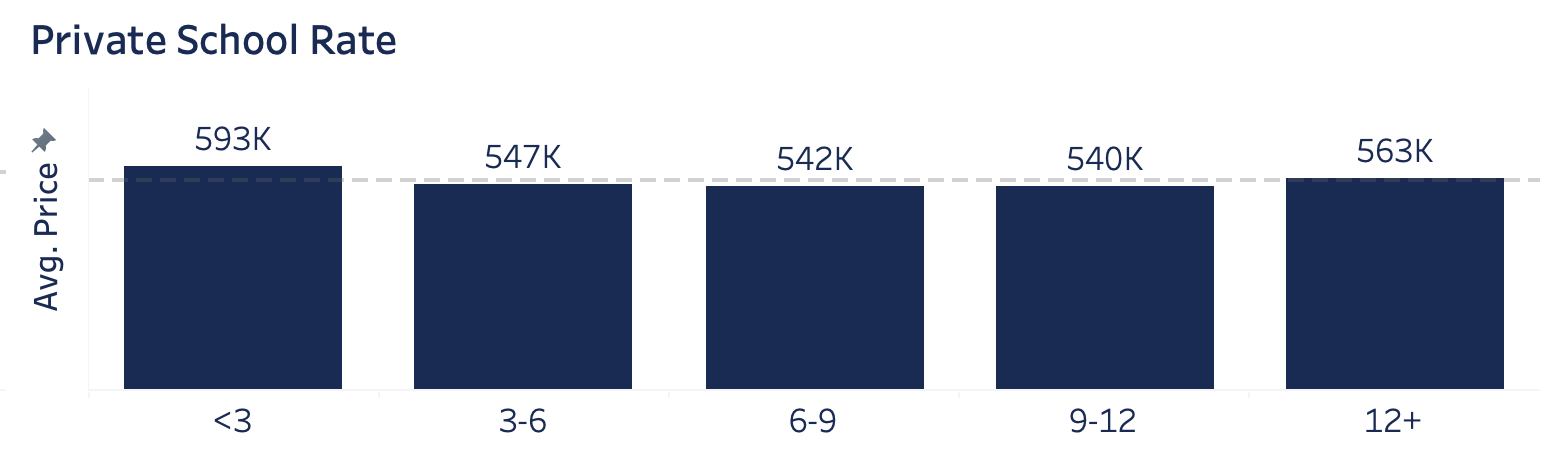 Private School Rate
Avg. Price
593K
547K
542K
540K
563K
<3
3-6
6-9
9-12
12+